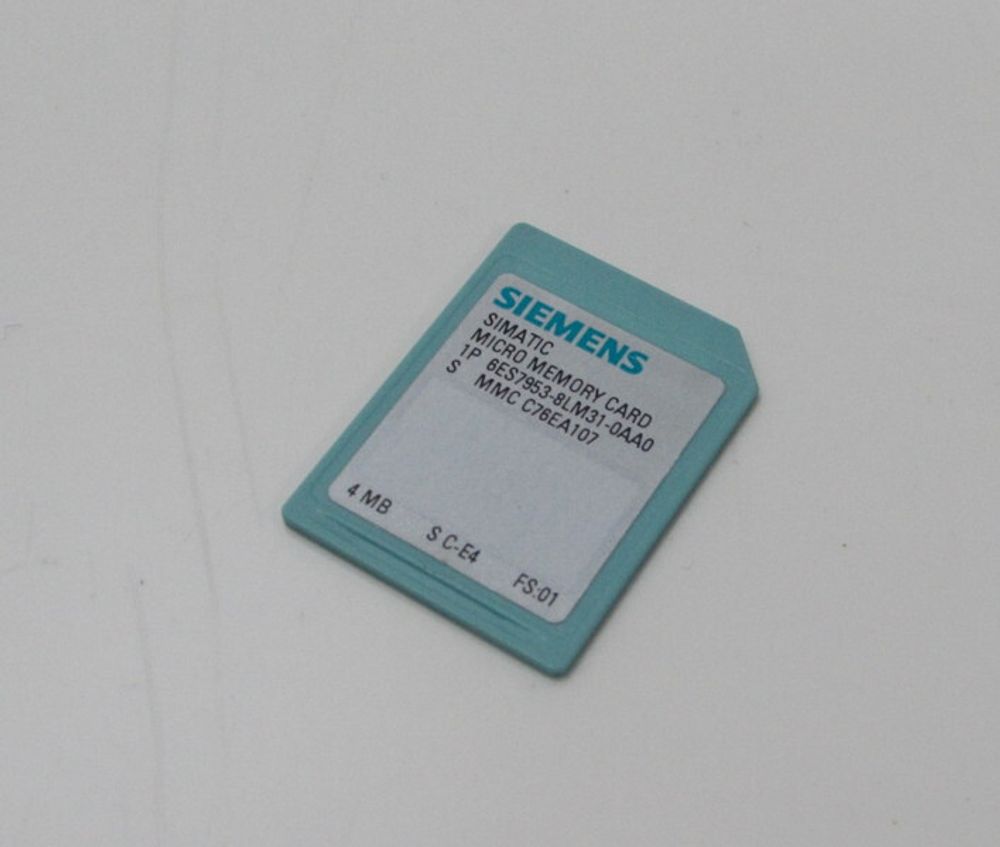 SIEMENS
SIMATIC
MICRO MEMORY CARD
1P 6ES7953-8LM31-0AA0
S MMC C76EA107
4 MB S C-E4 FS:01